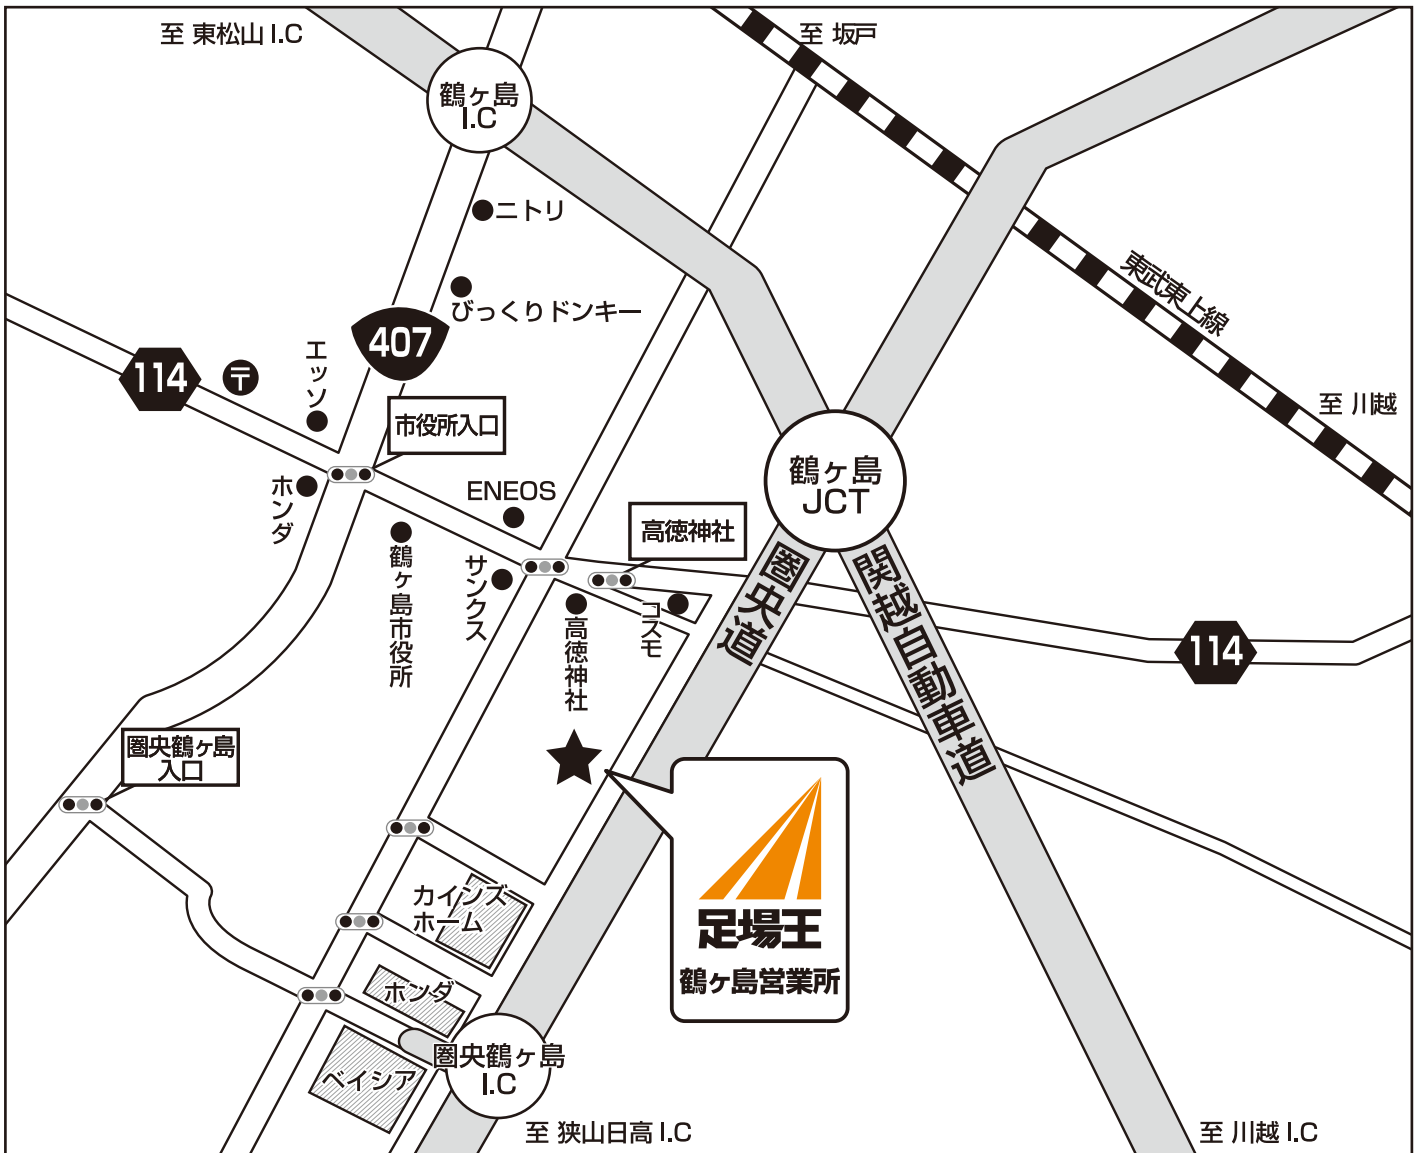 至 東松山 I.C
至 坂戸
鶴ヶ島
I.C
ニトリ
びっくりドンキー
東武東上線
407
エッソ
114
〒
至 川越
市役所入口
鶴ヶ島
JCT
ENEOS
ホンダ
高徳神社
鶴ヶ島市役所
サンクス
高徳神社
コスモ
圏央道
関越自動車道
114
圏央鶴ヶ島
入口
足場王
鶴ヶ島営業所
カインズ
ホーム
ホンダ
ベイシア
圏央鶴ヶ島
I.C
至 狭山日高 I.C
至 川越 I.C